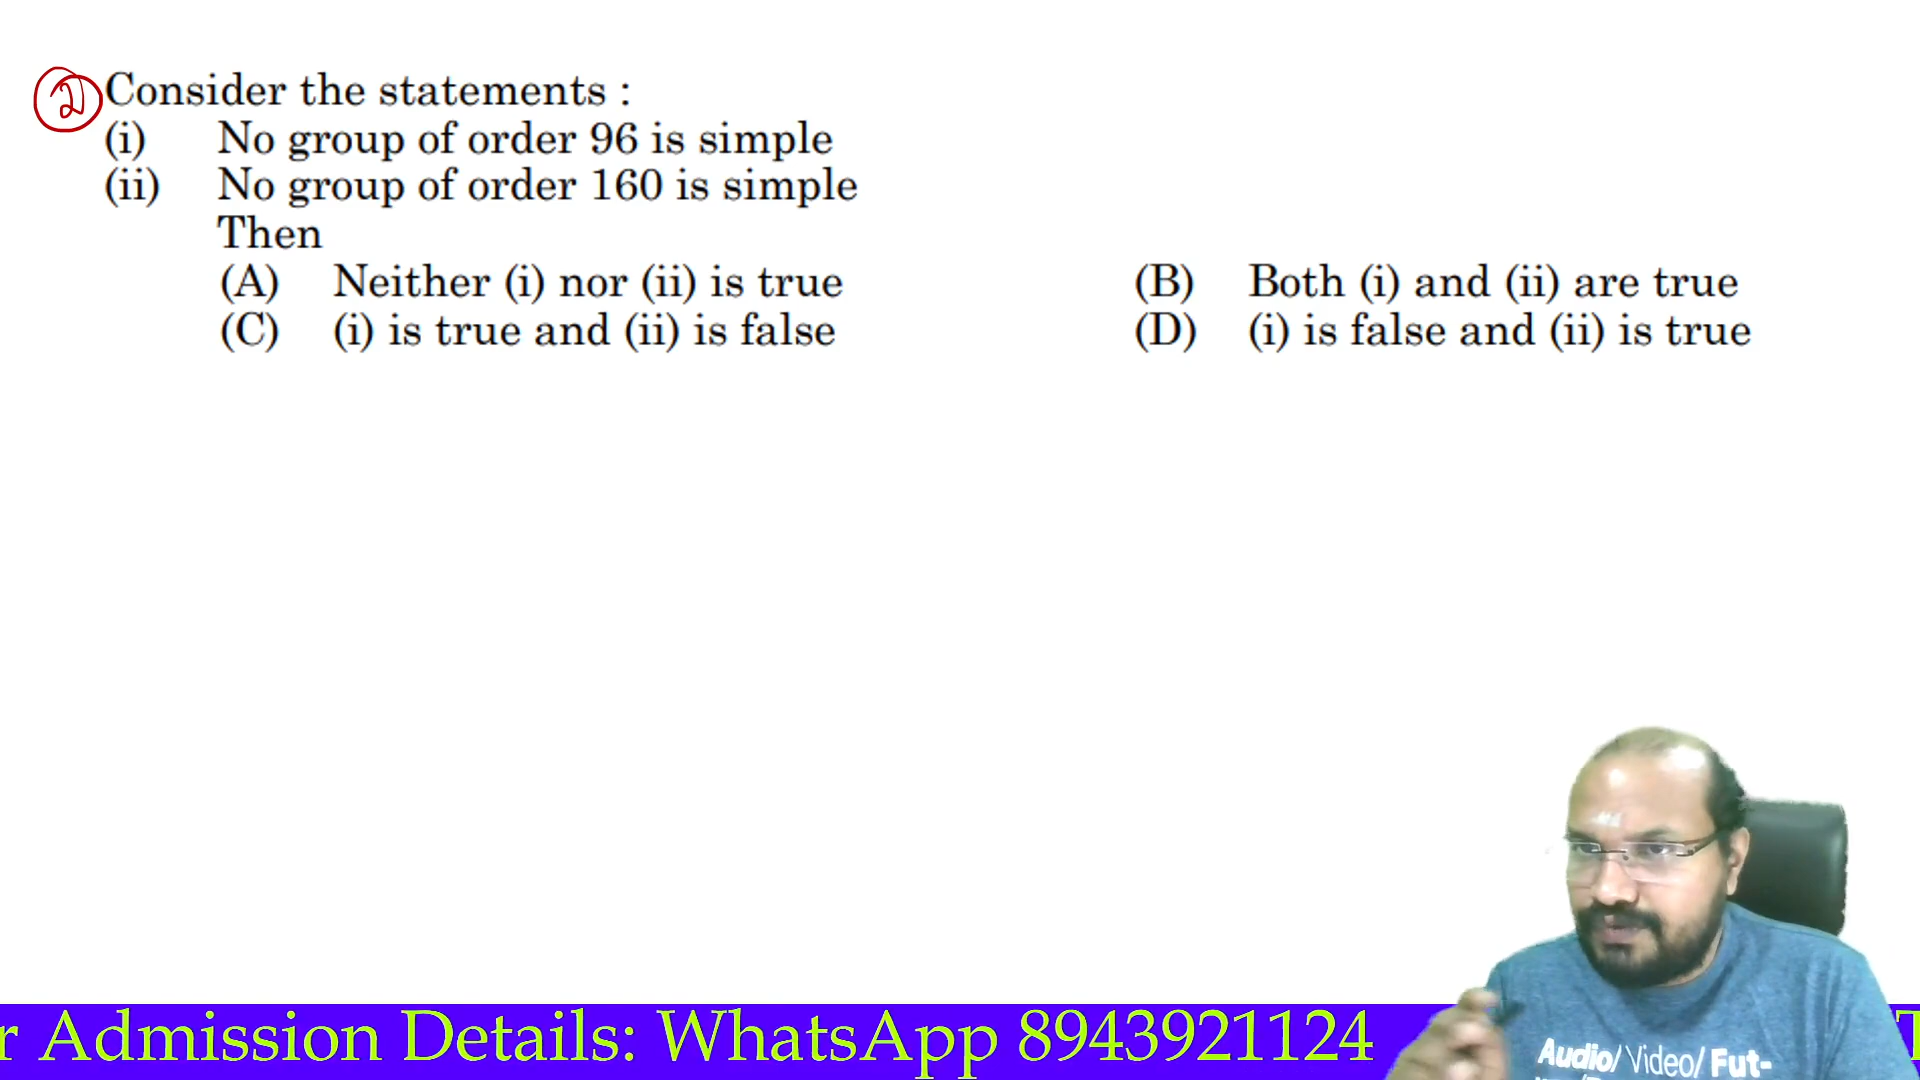 2 Consider the statements :
(i) No group of order 96 is simple
(ii) No group of order 160 is simple
Then
(A) Neither (i) nor (ii) is true (B) Both (i) and (ii) are true
(C) (i) is true and (ii) is false (D) (i) is false and (ii) is true
r Admission Details: WhatsApp 8943921124 T
Audio/ Video/ Fut-